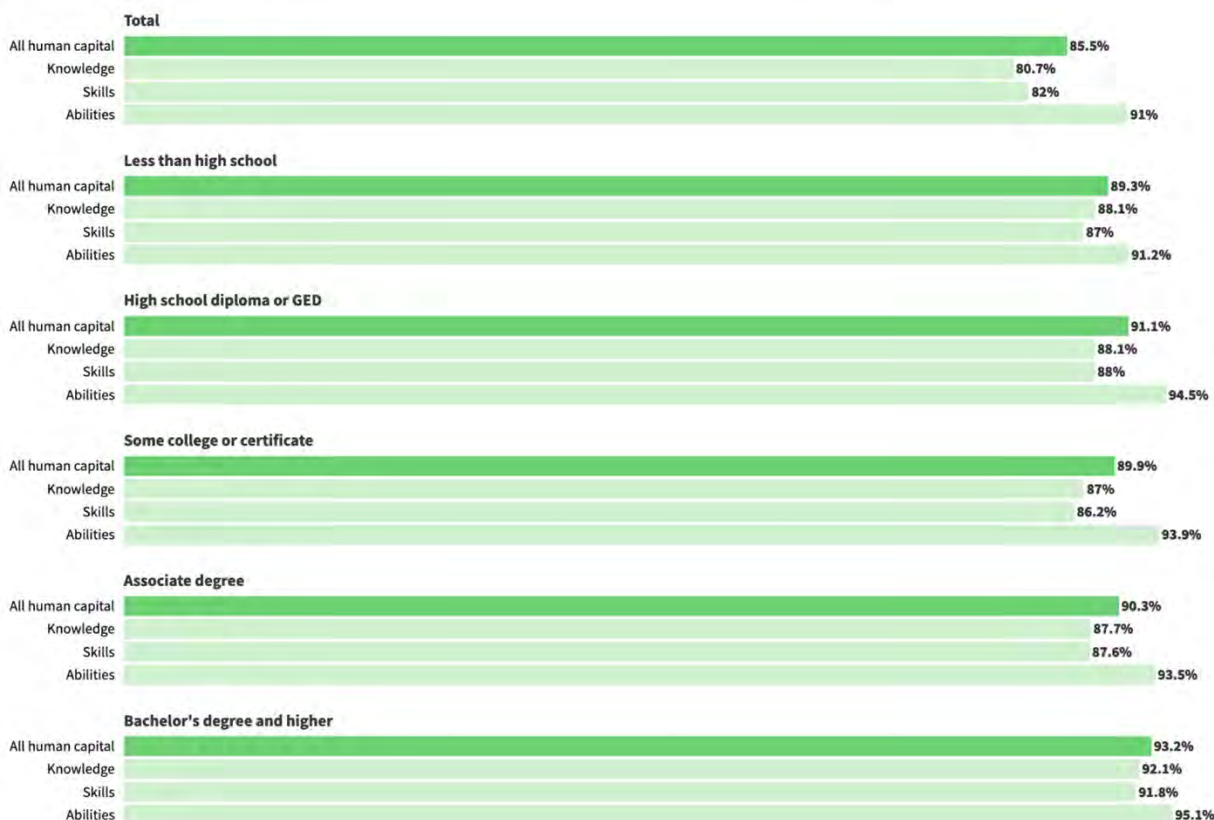 Total
All human capital 85.5%
Knowledge 80.7%
Skills 82%
Abilities 91%
Less than high school
All human capital 89.3%
Knowledge 88.1%
Skills 87%
Abilities 91.2%
High school diploma or GED
All human capital 91.1%
Knowledge 88.1%
Skills 88%
Abilities 94.5%
Some college or certificate
All human capital 89.9%
Knowledge 87%
Skills 86.2%
Abilities 93.9%
Associate degree
All human capital 90.3%
Knowledge 87.7%
Skills 87.6%
Abilities 93.5%
Bachelor's degree and higher
All human capital 93.2%
Knowledge 92.1%
Skills 91.8%
Abilities 95.1%